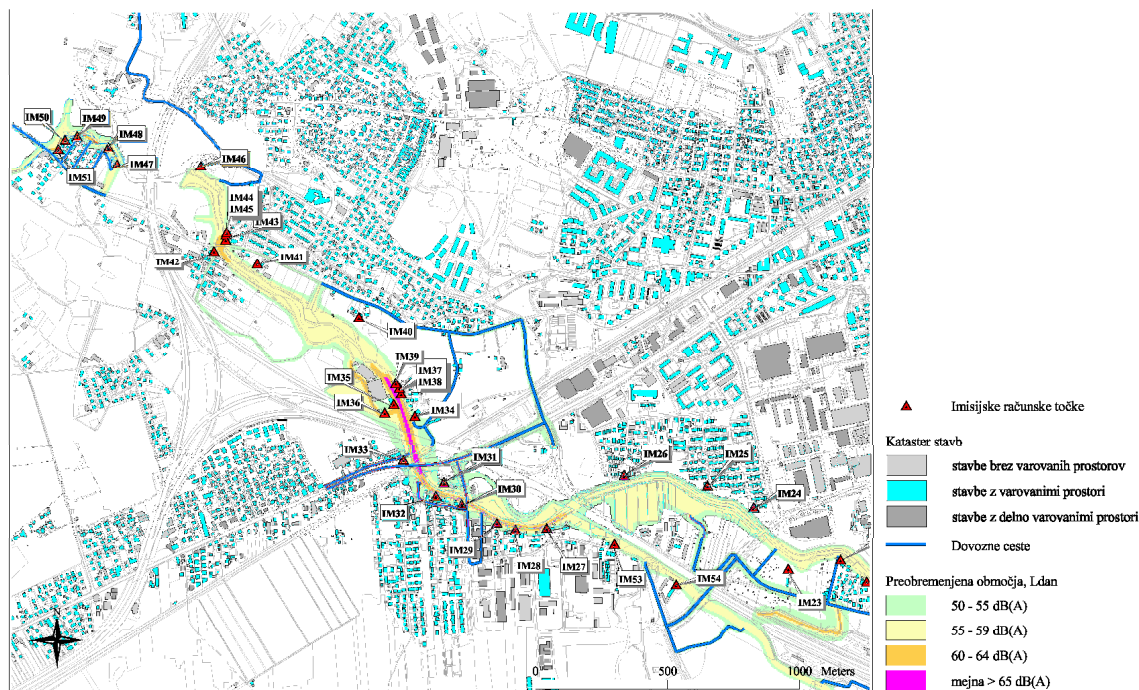 IM50
IM49
IM48
IM47
IM51
IM46
IM44
IM45
IM43
IM42
IM41
IM40
IM39
IM37
IM38
IM35
IM36
IM34
IM33
IM31
IM32
IM30
IM29
IM28
IM27
IM26
IM25
IM24
IM53
IM54
IM23
N
0
500
1000
Meters
Imisijske računske točke
Kataster stavb
stavbe brez varovanih prostorov
stavbe z varovanimi prostori
stavbe z delno varovanimi prostori
Dovozne ceste
Preobremenjena območja, Ldan
50 - 55 dB(A)
55 - 59 dB(A)
60 - 64 dB(A)
mejna > 65 dB(A)